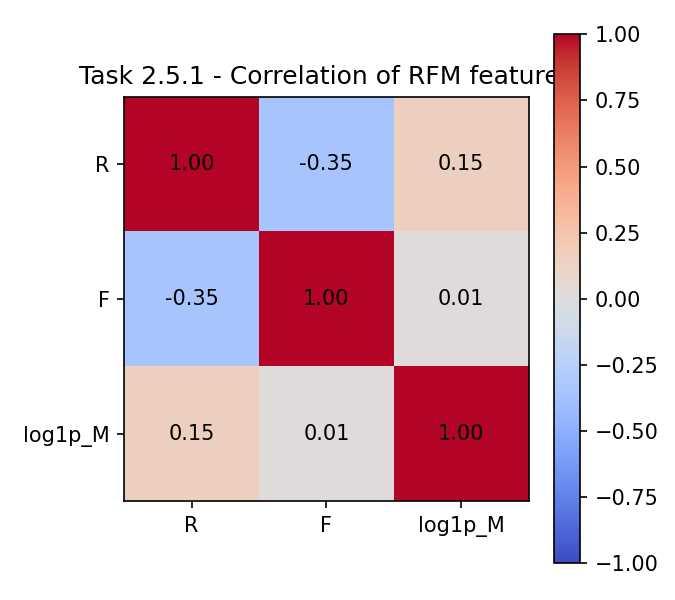 Task 2.5.1 - Correlation of RFM feature
R 1.00 -0.35 0.15
F -0.35 1.00 0.01
log1p_M 0.15 0.01 1.00
R F log1p_M
1.00
0.75
0.50
0.25
0.00
−0.25
−0.50
−0.75
−1.00